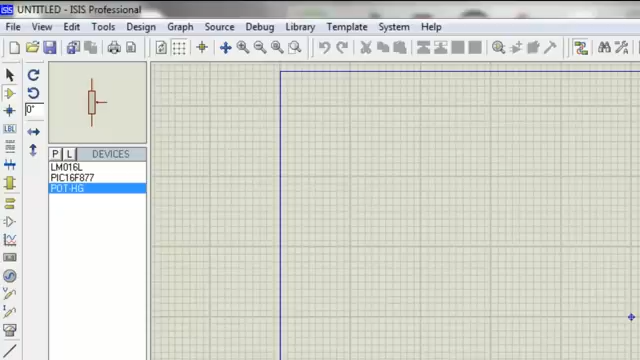 ISIS UNTITLED - ISIS Professional
File View Edit Tools Design Graph Source Debug Library Template System Help
0°
LBL
P L DEVICES
LM016L
PIC16F877
POT-HG